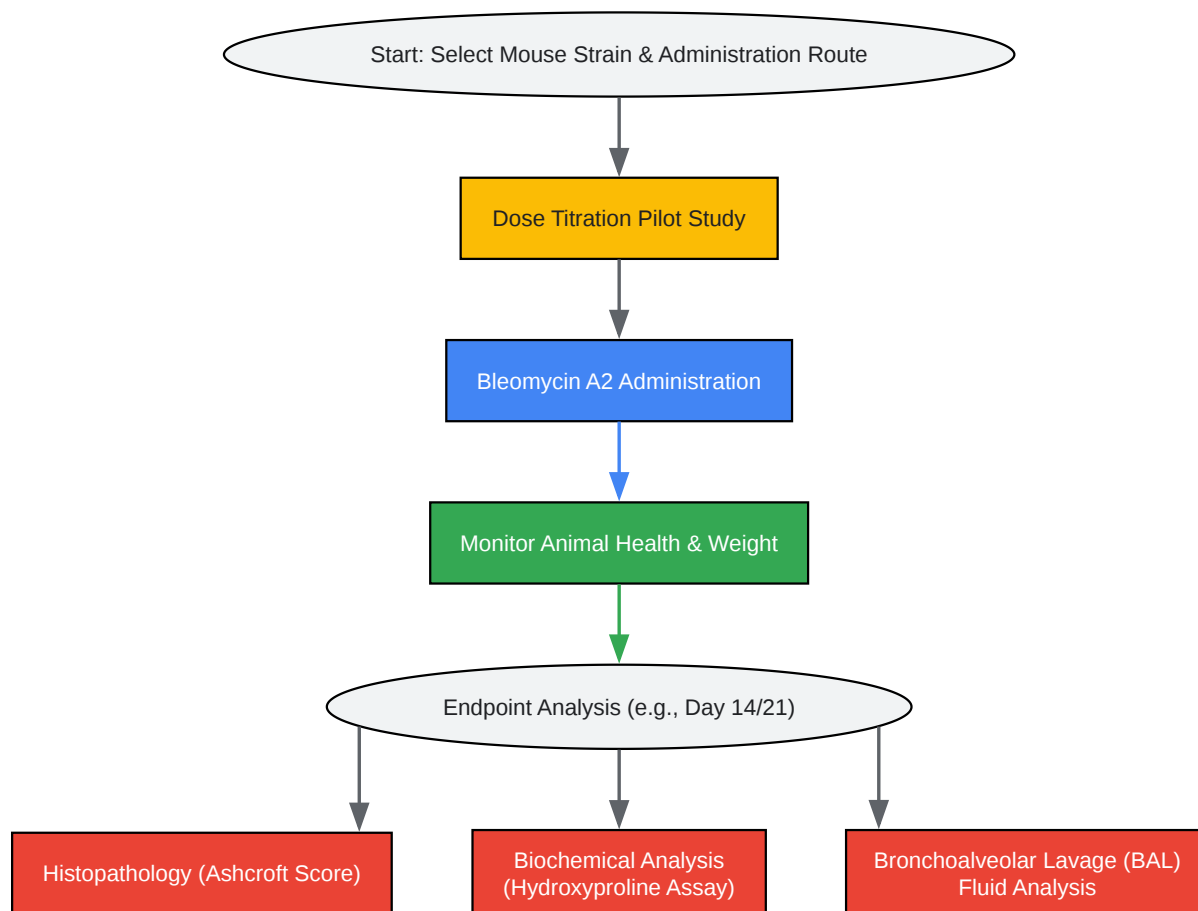 Start: Select Mouse Strain & Administration Route
Dose Titration Pilot Study
Bleomycin A2 Administration
Monitor Animal Health & Weight
Endpoint Analysis (e.g., Day 14/21)
Histopathology (Ashcroft Score)
Biochemical Analysis
(Hydroxyproline Assay)
Bronchoalveolar Lavage (BAL)
Fluid Analysis